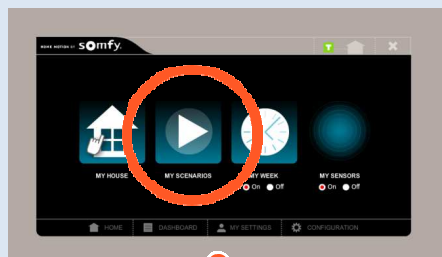 HOME MOTION BY somfy.
T
MY HOUSE
MY SCENARIOS
MY WEEK
MY SENSORS
On Off
On Off
HOME
DASHBOARD
MY SETTINGS
CONFIGURATION